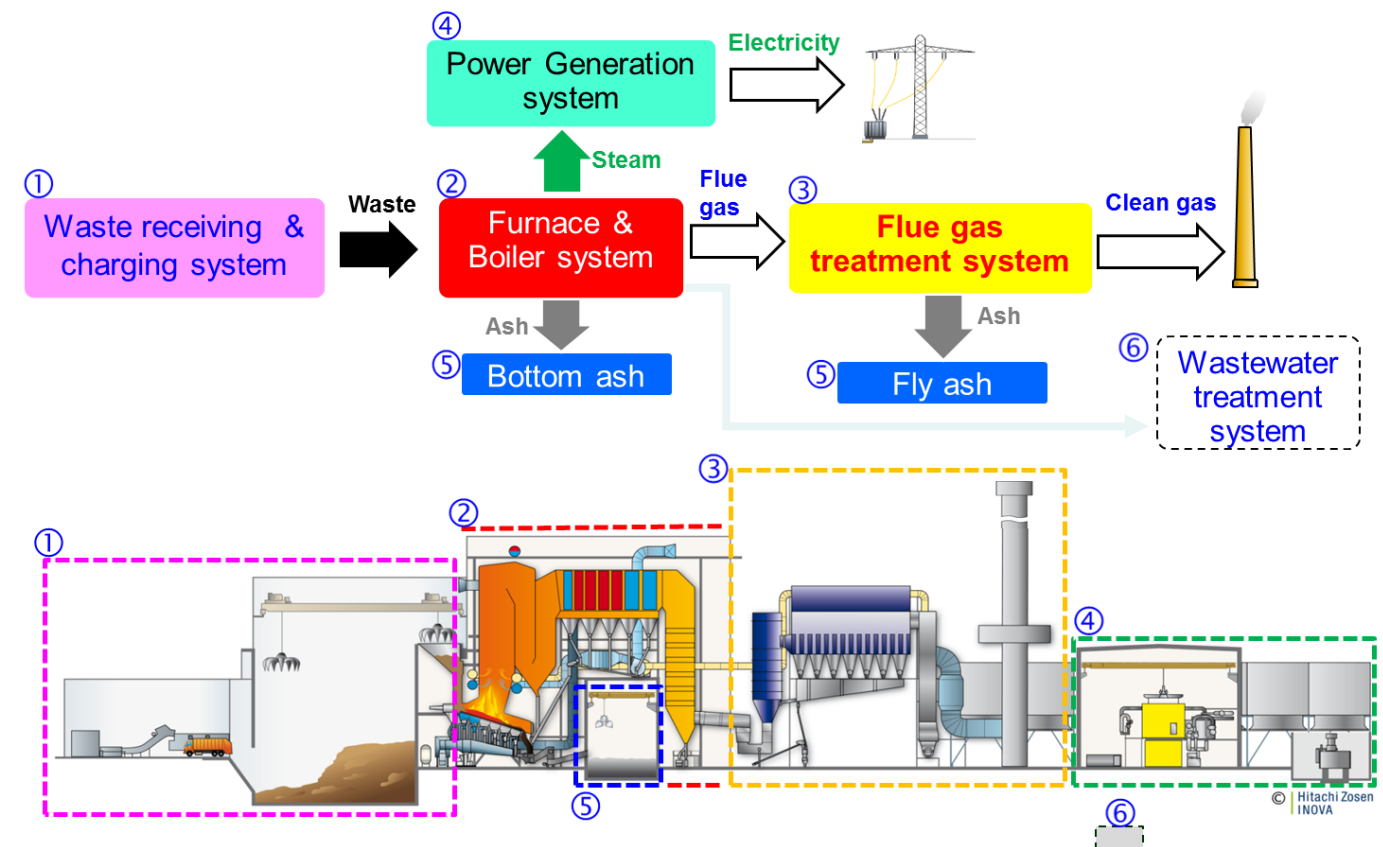 ④
Power Generation
system
Electricity
Steam
①
Waste receiving &
charging system
Waste
②
Furnace &
Boiler system
Flue
gas
③
Flue gas
treatment system
Clean gas
Ash
⑤
Bottom ash
Ash
⑤
Fly ash
⑥
Wastewater
treatment
system
①
②
③
④
⑤
© Hitachi Zosen
INOVA
⑥